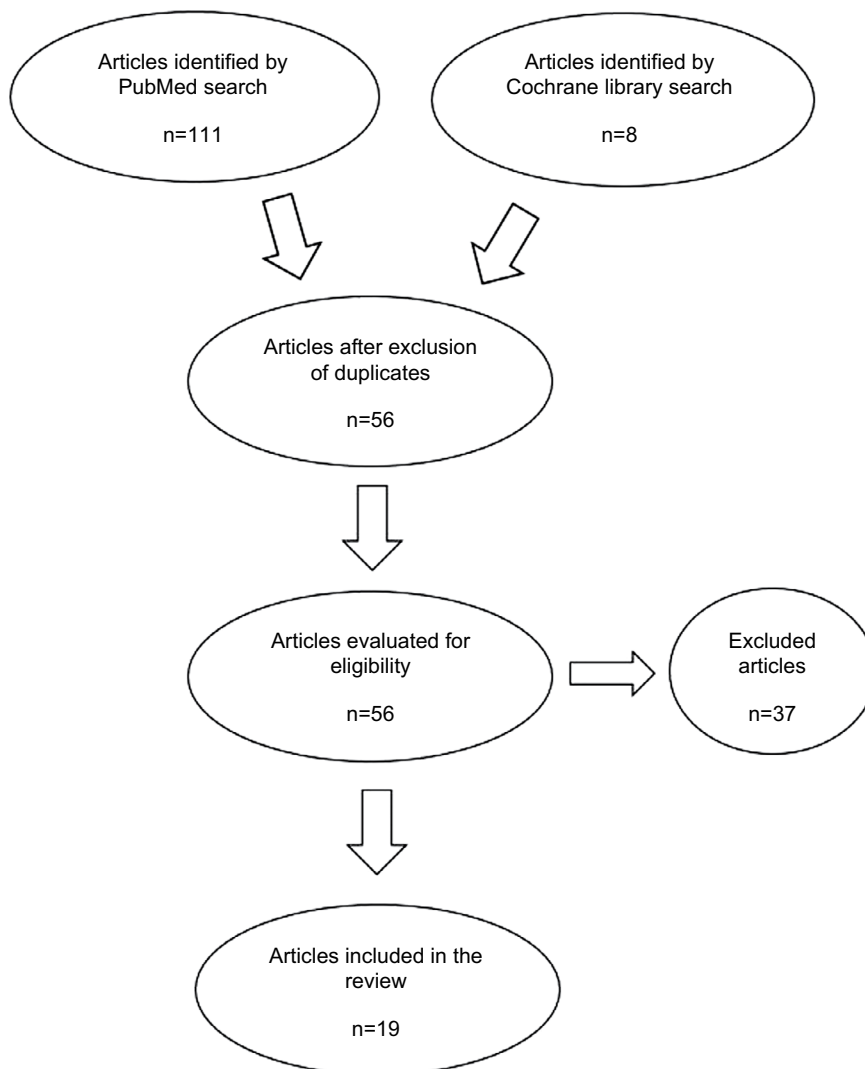 Articles identified by
PubMed search
n=111
Articles identified by
Cochrane library search
n=8
Articles after exclusion
of duplicates
n=56
Articles evaluated for
eligibility
n=56
Excluded
articles
n=37
Articles included in the
review
n=19